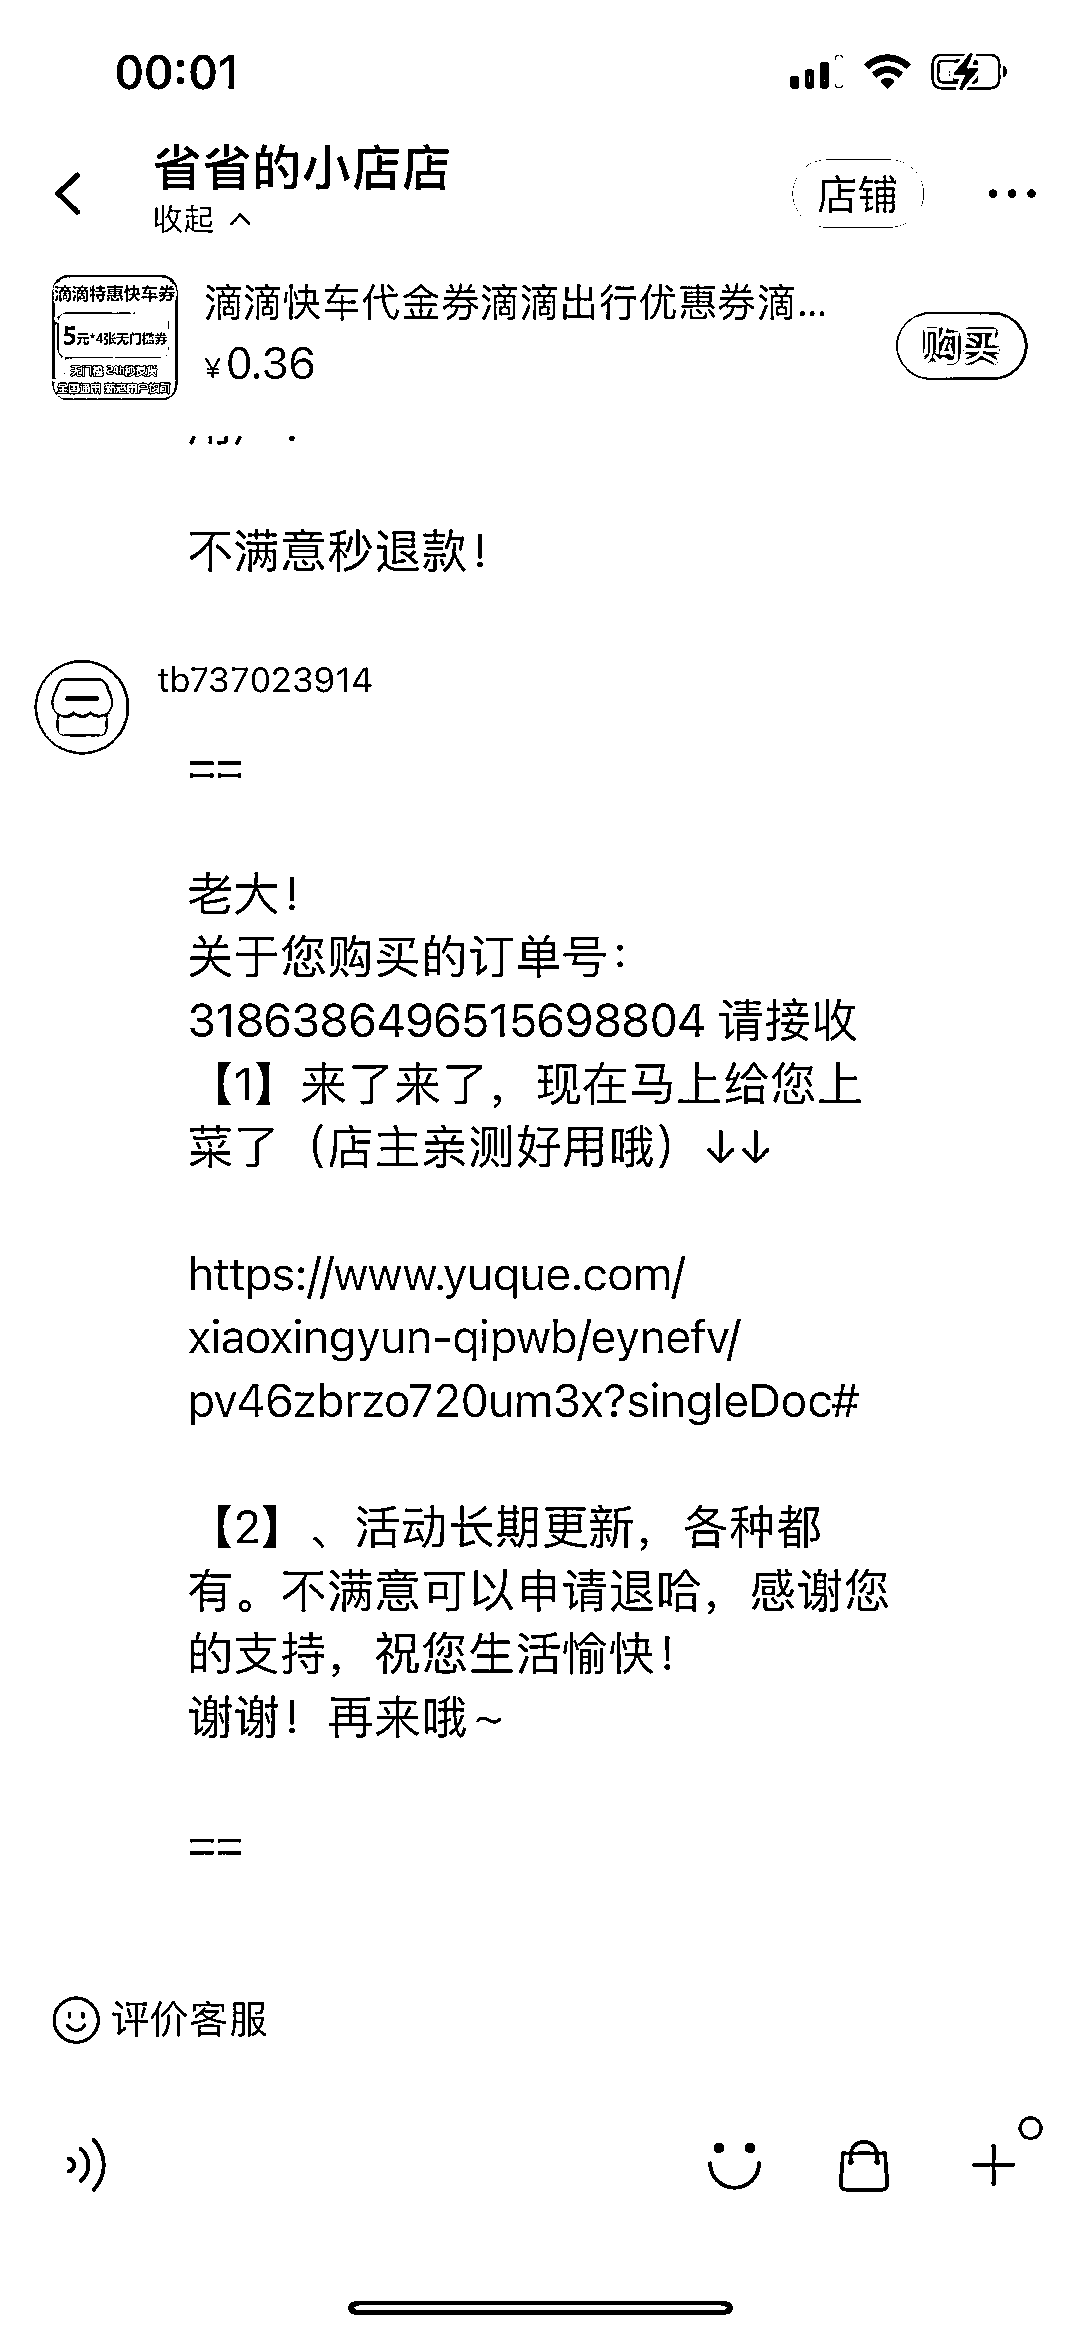 00:01
省省的小店店
收起
店铺
滴滴特惠快车券
5元*4张无门槛券
滴滴快车代金券滴滴出行优惠券滴...
¥0.36
购买
不满意秒退款！
tb737023914
==
老大！
关于您购买的订单号：
3186386496515698804 请接收
【1】来了来了，现在马上给您上
菜了（店主亲测好用哦）↓↓
https://www.yuque.com/
xiaoxingyun-qipwb/eynefv/
pv46zbrzo720um3x?singleDoc#
【2】、活动长期更新，各种都
有。不满意可以申请退哈，感谢您
的支持，祝您生活愉快！
谢谢！再来哦～
==
评价客服